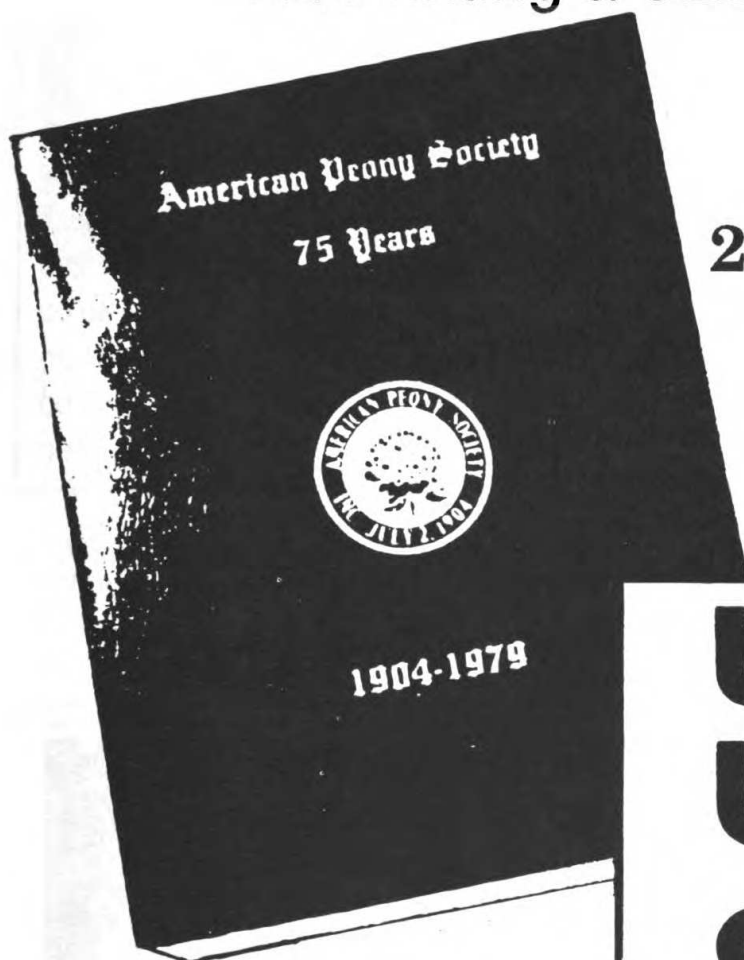 American Peony Society
75 Years
AMERICAN PEONY SOCIETY
INC. JULY 2, 1904
1904-1979
2